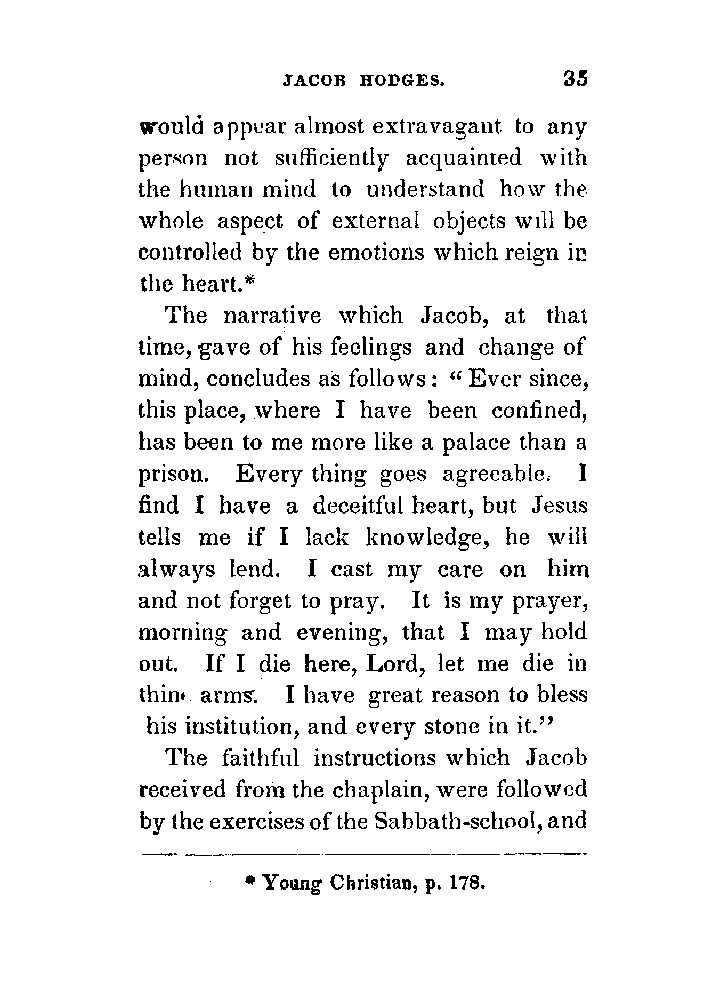 JACOB HODGES. 35
would appear almost extravagant to any
person not sufficiently acquainted with
the human mind to understand how the
whole aspect of external objects will be
controlled by the emotions which reign in
the heart.*
The narrative which Jacob, at that
time, gave of his feelings and change of
mind, concludes as follows: "Ever since,
this place, where I have been confined,
has been to me more like a palace than a
prison. Every thing goes agreeable. I
find I have a deceitful heart, but Jesus
tells me if I lack knowledge, he will
always lend. I cast my care on him
and not forget to pray. It is my prayer,
morning and evening, that I may hold
out. If I die here, Lord, let me die in
thine arms. I have great reason to bless
his institution, and every stone in it."
The faithful instructions which Jacob
received from the chaplain, were followed
by the exercises of the Sabbath-school, and
* Young Christian, p. 178.